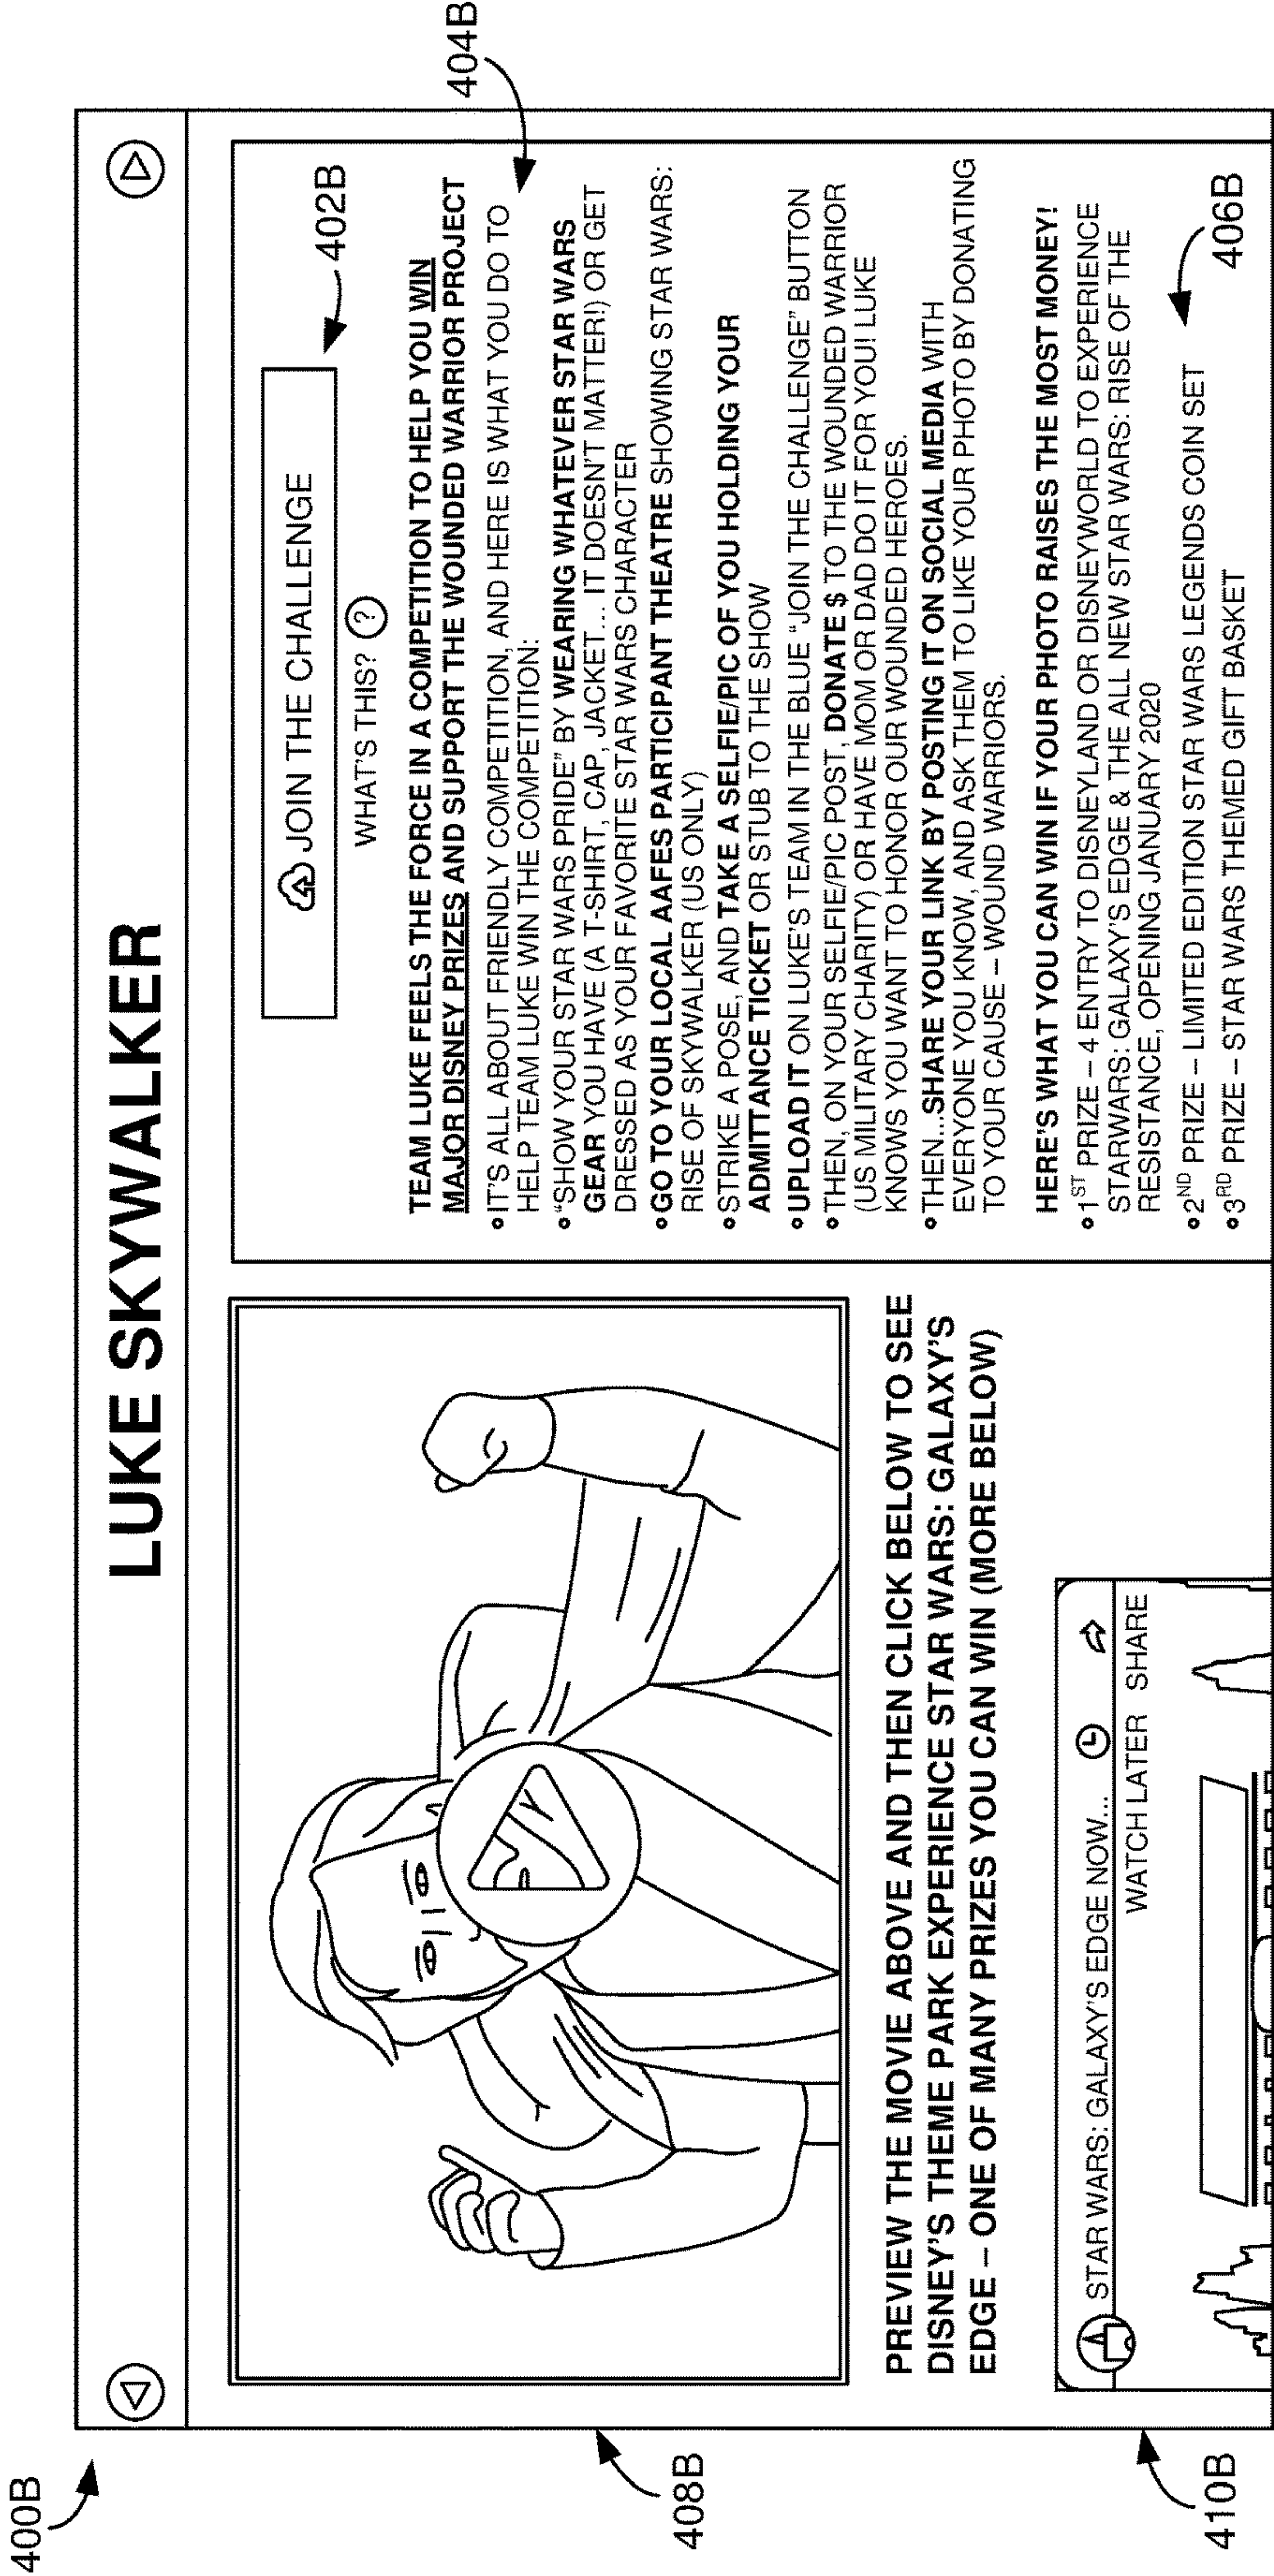 400B
LUKE SKYWALKER
408B
PREVIEW THE MOVIE ABOVE AND THEN CLICK BELOW TO SEE
DISNEY'S THEME PARK EXPERIENCE STAR WARS: GALAXY'S
EDGE – ONE OF MANY PRIZES YOU CAN WIN (MORE BELOW)
410B
STAR WARS: GALAXY'S EDGE NOW...
WATCH LATER SHARE
JOIN THE CHALLENGE
402B
WHAT'S THIS? ?
TEAM LUKE FEELS THE FORCE IN A COMPETITION TO HELP YOU WIN
MAJOR DISNEY PRIZES AND SUPPORT THE WOUNDED WARRIOR PROJECT
404B
• IT'S ALL ABOUT FRIENDLY COMPETITION, AND HERE IS WHAT YOU DO TO
HELP TEAM LUKE WIN THE COMPETITION:
• "SHOW YOUR STAR WARS PRIDE" BY WEARING WHATEVER STAR WARS
GEAR YOU HAVE (A T-SHIRT, CAP, JACKET... IT DOESN'T MATTER!) OR GET
DRESSED AS YOUR FAVORITE STAR WARS CHARACTER
• GO TO YOUR LOCAL AAFES PARTICIPANT THEATRE SHOWING STAR WARS:
RISE OF SKYWALKER (US ONLY)
• STRIKE A POSE, AND TAKE A SELFIE/PIC OF YOU HOLDING YOUR
ADMITTANCE TICKET OR STUB TO THE SHOW
• UPLOAD IT ON LUKE'S TEAM IN THE BLUE "JOIN THE CHALLENGE" BUTTON
• THEN, ON YOUR SELFIE/PIC POST, DONATE $ TO THE WOUNDED WARRIOR
(US MILITARY CHARITY) OR HAVE MOM OR DAD DO IT FOR YOU! LUKE
KNOWS YOU WANT TO HONOR OUR WOUNDED HEROES.
• THEN...SHARE YOUR LINK BY POSTING IT ON SOCIAL MEDIA WITH
EVERYONE YOU KNOW, AND ASK THEM TO LIKE YOUR PHOTO BY DONATING
TO YOUR CAUSE – WOUND WARRIORS.
HERE'S WHAT YOU CAN WIN IF YOUR PHOTO RAISES THE MOST MONEY!
• 1ST PRIZE – 4 ENTRY TO DISNEYLAND OR DISNEYWORLD TO EXPERIENCE
STARWARS: GALAXY'S EDGE & THE ALL NEW STAR WARS: RISE OF THE
RESISTANCE, OPENING JANUARY 2020
• 2ND PRIZE – LIMITED EDITION STAR WARS LEGENDS COIN SET
• 3RD PRIZE – STAR WARS THEMED GIFT BASKET
406B